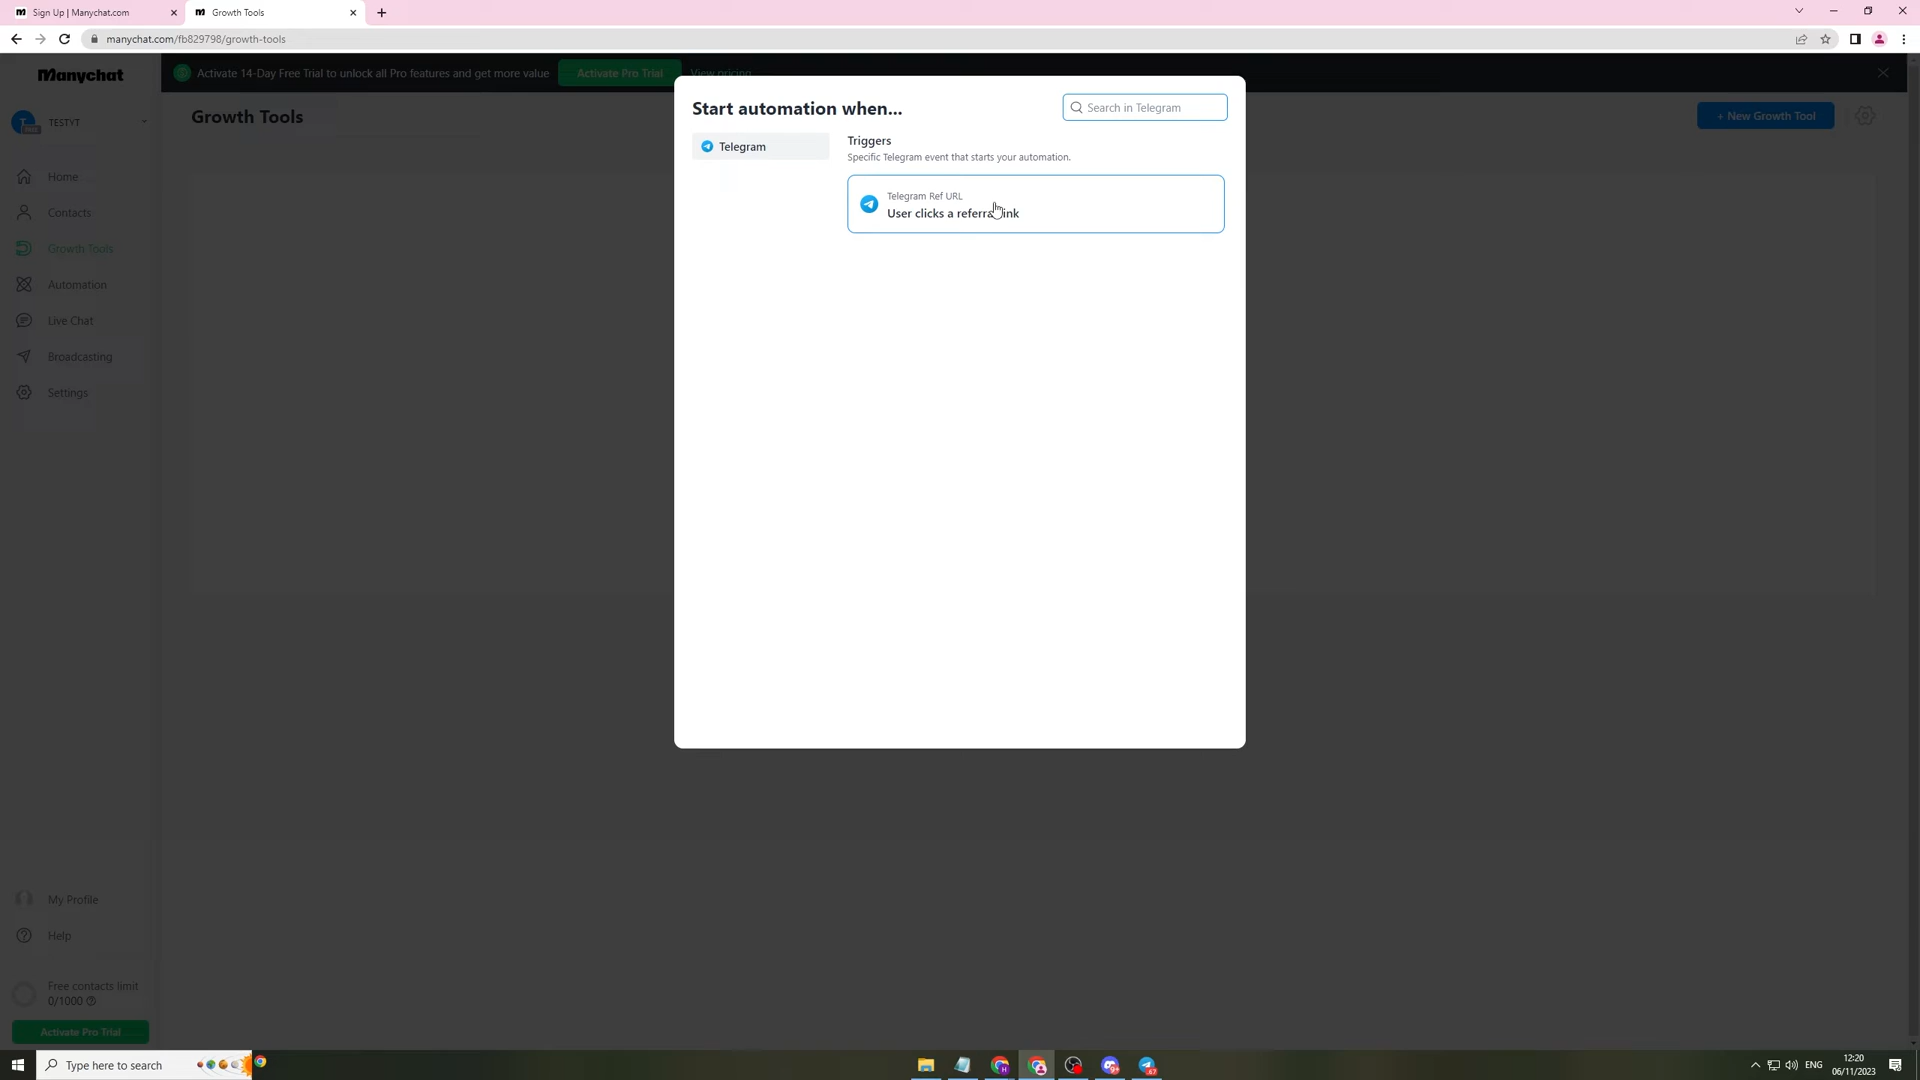 Sign Up | Manychat.com
Growth Tools
manychat.com/fb829798/growth-tools
Manychat
Activate 14-Day Free Trial to unlock all Pro features and get more value
Activate Pro Trial
View pricing
TESTYT
FREE
Growth Tools
+ New Growth Tool
Home
Contacts
Growth Tools
Automation
Live Chat
Broadcasting
Settings
My Profile
Help
Free contacts limit
0/1000
Activate Pro Trial
Start automation when...
Search in Telegram
Telegram
Triggers
Specific Telegram event that starts your automation.
Telegram Ref URL
User clicks a referral link
Type here to search
ENG
12:20
06/11/2023